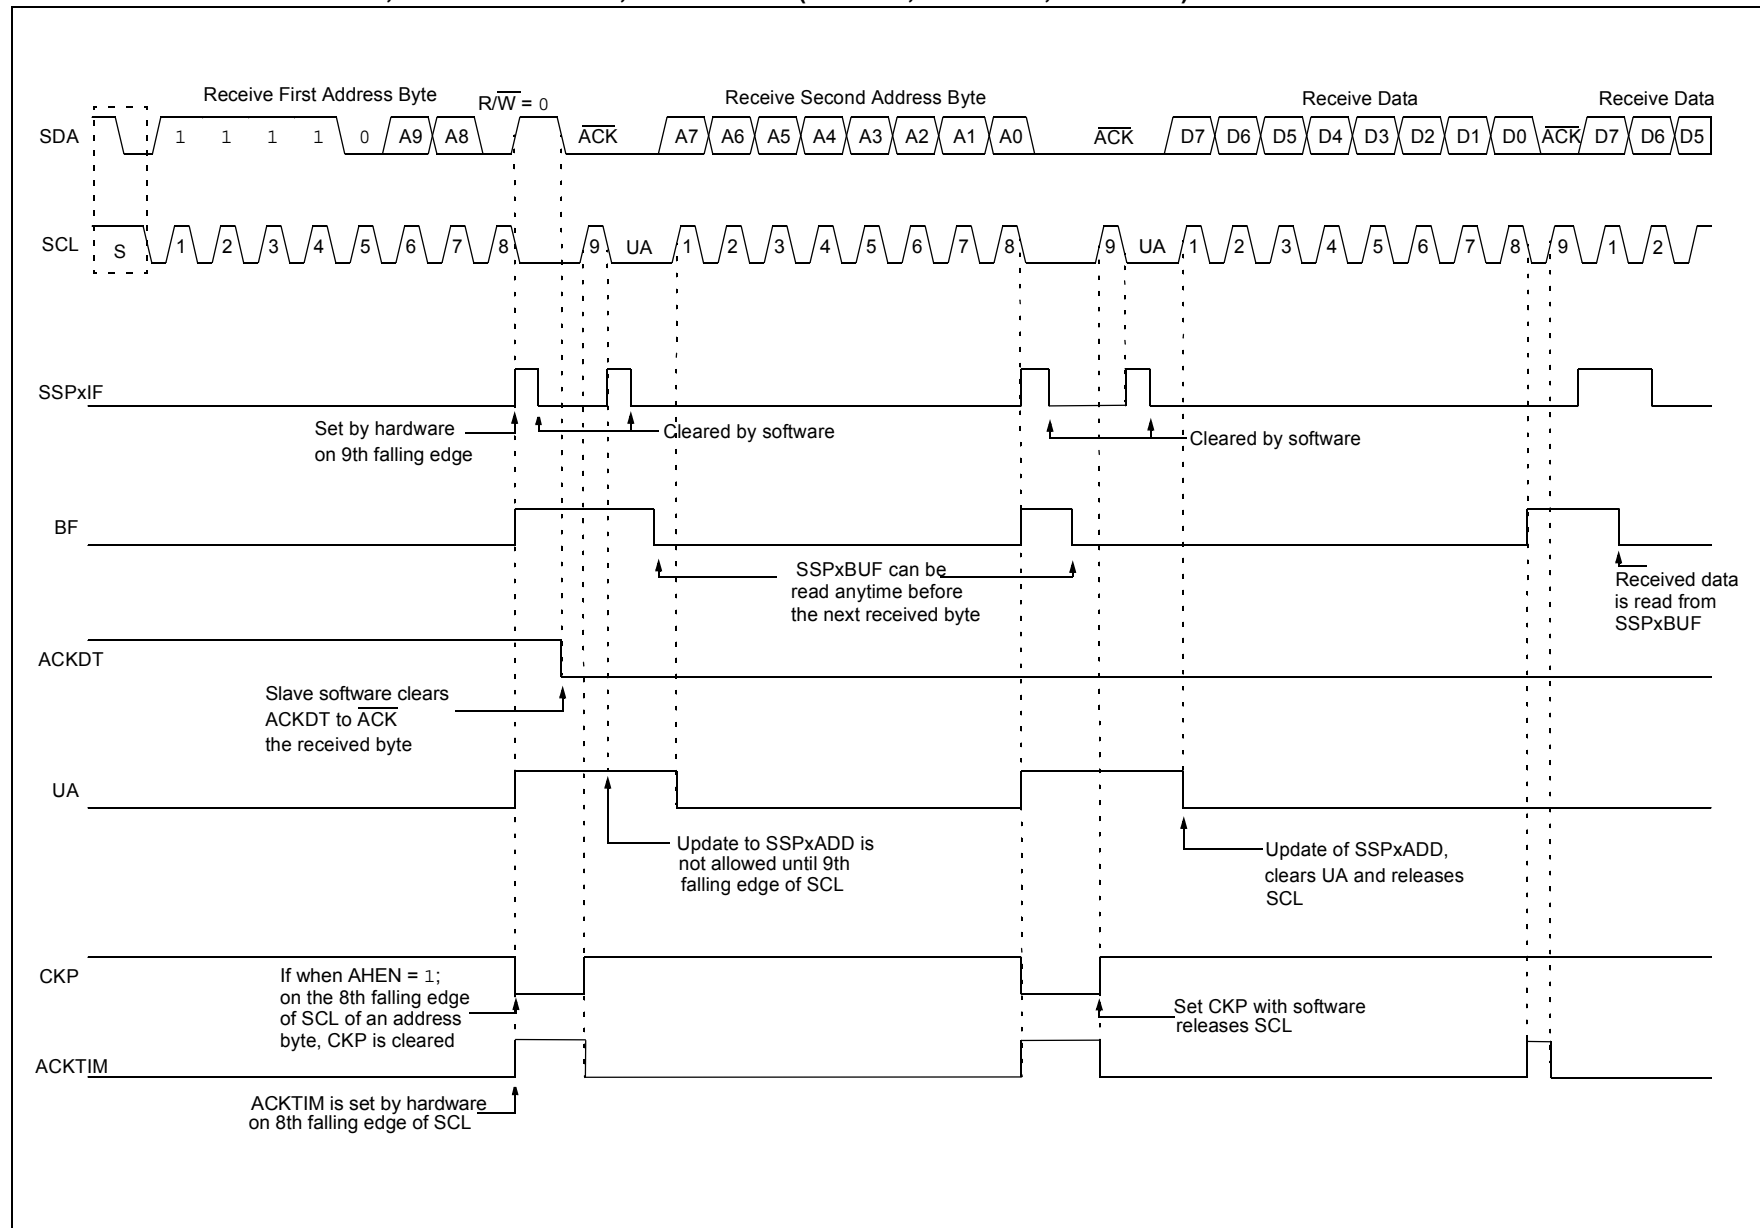 Receive First Address Byte
R/W = 0
Receive Second Address Byte
Receive Data
Receive Data
SDA
1 1 1 1 0 A9 A8
ACK
A7 A6 A5 A4 A3 A2 A1 A0
ACK
D7 D6 D5 D4 D3 D2 D1 D0 ACK D7 D6 D5
SCL
S 1 2 3 4 5 6 7 8 9 UA 1 2 3 4 5 6 7 8 9 UA 1 2 3 4 5 6 7 8 9 1 2
SSPxIF
Set by hardware
on 9th falling edge
Cleared by software
Cleared by software
BF
SSPxBUF can be
read anytime before
the next received byte
Received data
is read from
SSPxBUF
ACKDT
Slave software clears
ACKDT to ACK
the received byte
UA
Update to SSPxADD is
not allowed until 9th
falling edge of SCL
Update of SSPxADD,
clears UA and releases
SCL
CKP
If when AHEN = 1;
on the 8th falling edge
of SCL of an address
byte, CKP is cleared
Set CKP with software
releases SCL
ACKTIM
ACKTIM is set by hardware
on 8th falling edge of SCL